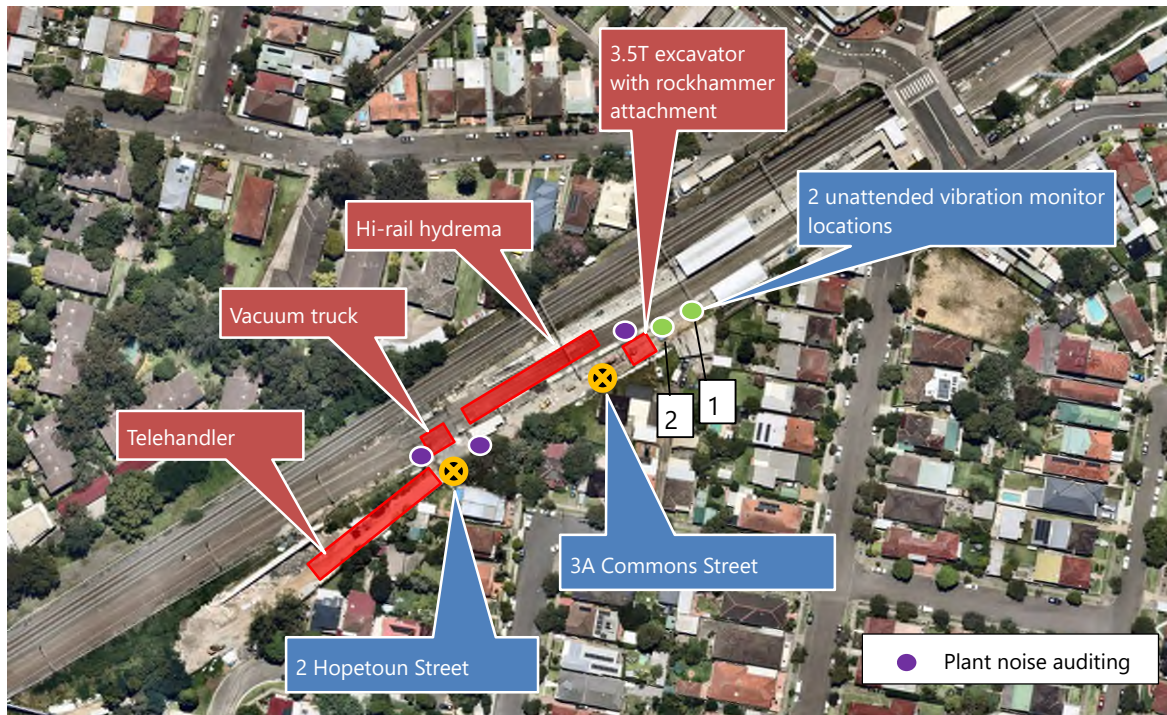 3.5T excavator
with rockhammer
attachment
2 unattended vibration monitor
locations
Hi-rail hydrema
Vacuum truck
Telehandler
2
1
3A Commons Street
2 Hopetoun Street
Plant noise auditing